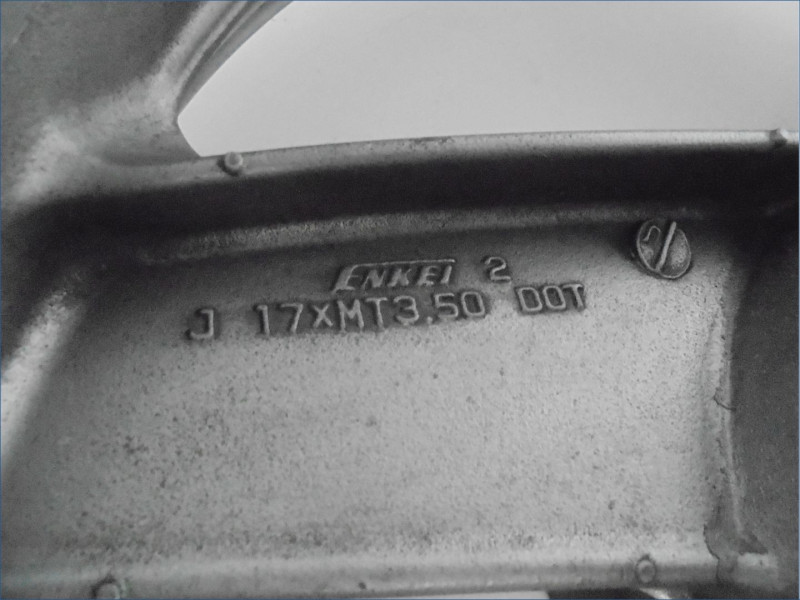 ENKEI 2
J 17XMT3.50 DOT